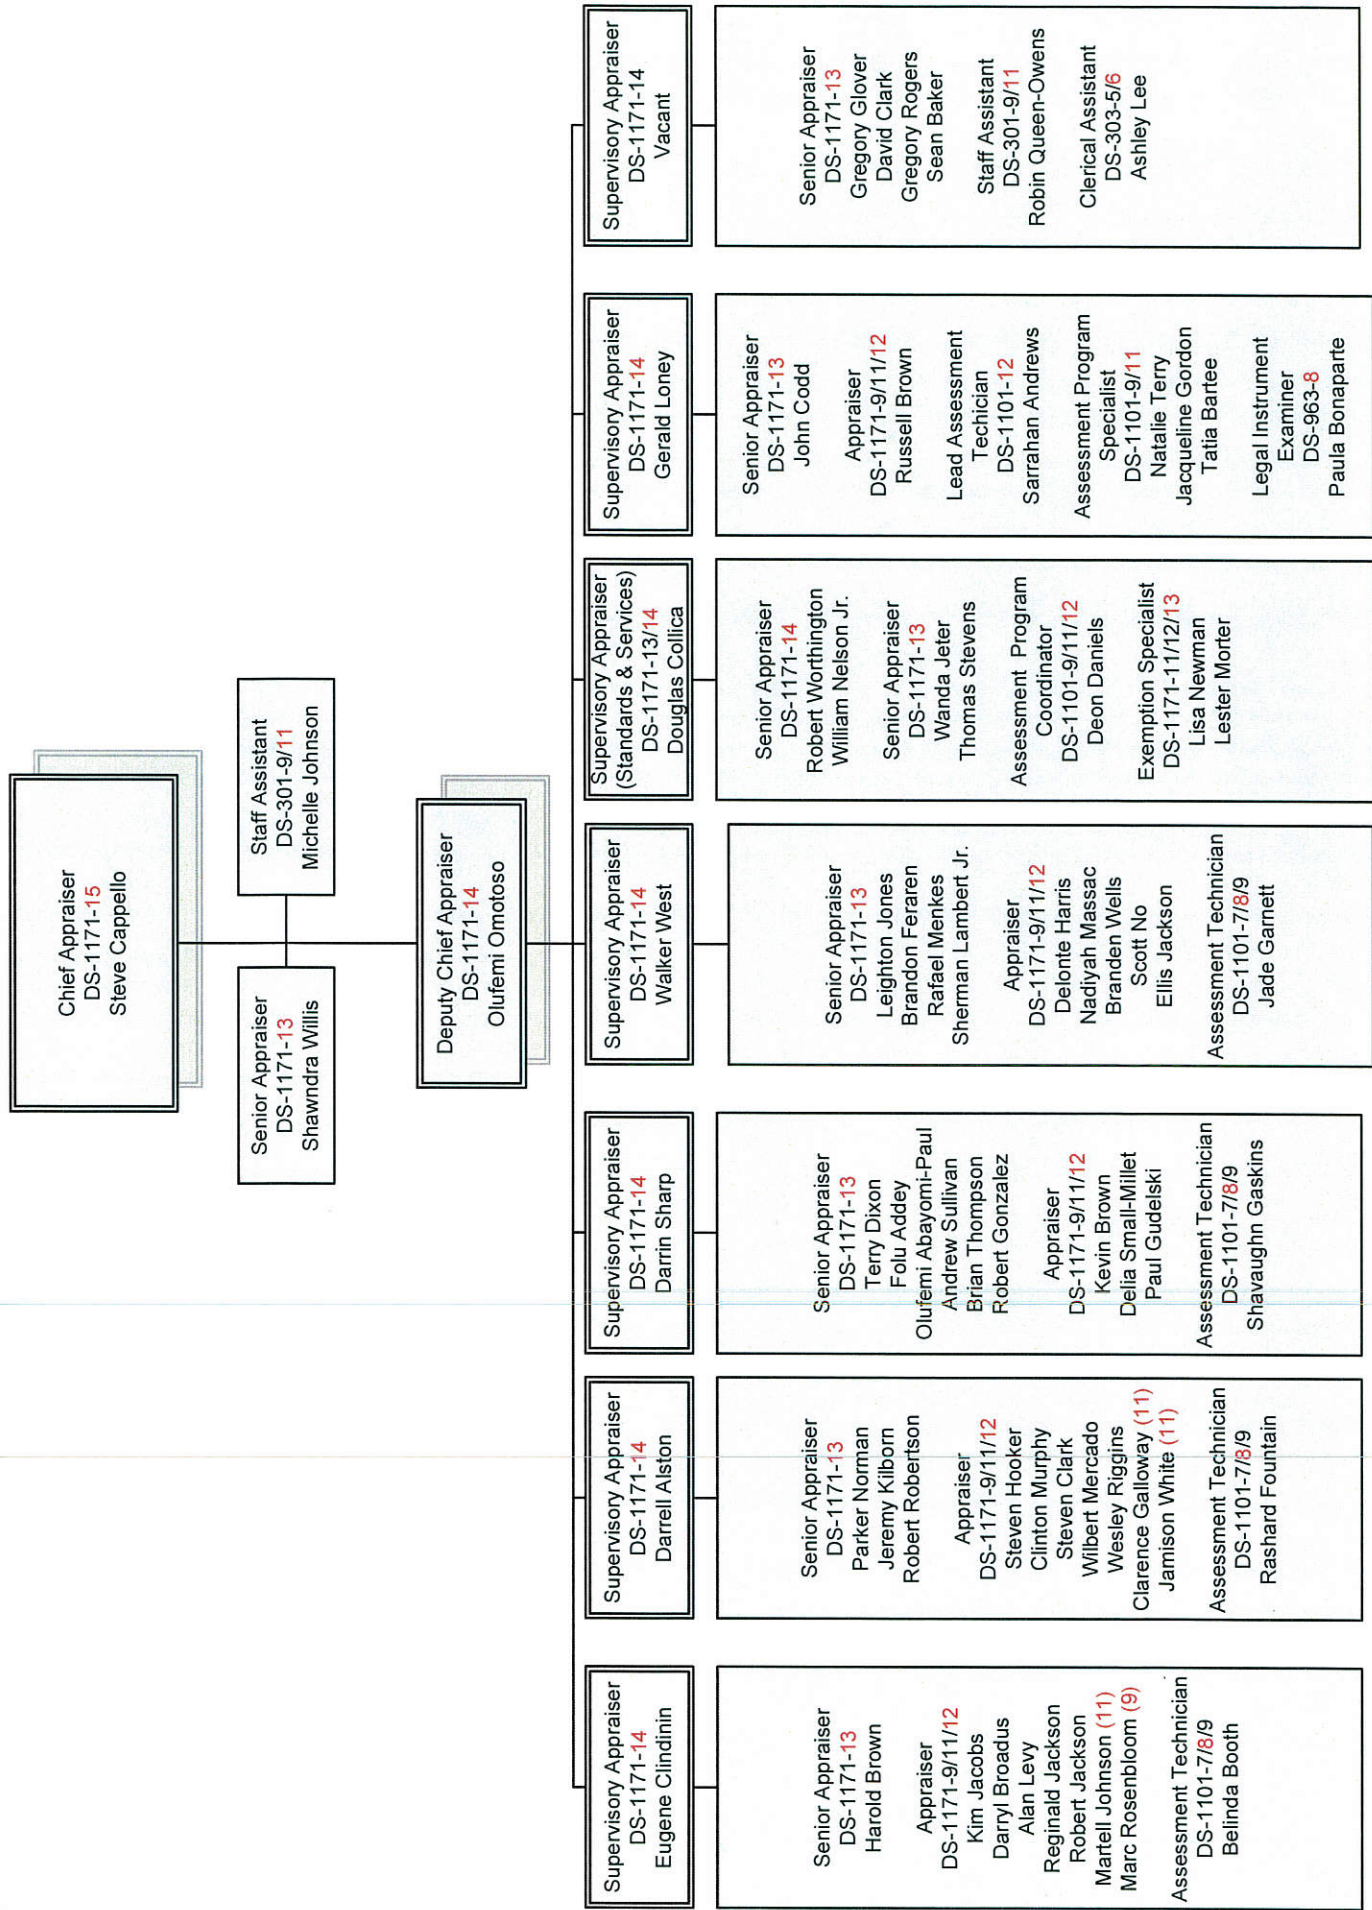 Chief Appraiser
DS-1171-15
Steve Cappello
Senior Appraiser
DS-1171-13
Shawndra Willis
Staff Assistant
DS-301-9/11
Michelle Johnson
Deputy Chief Appraiser
DS-1171-14
Olufemi Omotoso
Supervisory Appraiser
DS-1171-14
Eugene Clindinin
Senior Appraiser
DS-1171-13
Harold Brown
Appraiser
DS-1171-9/11/12
Kim Jacobs
Darryl Broadus
Alan Levy
Reginald Jackson
Robert Jackson
Martell Johnson (11)
Marc Rosenbloom (9)
Assessment Technician
DS-1101-7/8/9
Belinda Booth
Supervisory Appraiser
DS-1171-14
Darrell Alston
Senior Appraiser
DS-1171-13
Parker Norman
Jeremy Kilborn
Robert Robertson
Appraiser
DS-1171-9/11/12
Steven Hooker
Clinton Murphy
Steven Clark
Wilbert Mercado
Wesley Riggins
Clarence Galloway (11)
Jamison White (11)
Assessment Technician
DS-1101-7/8/9
Rashard Fountain
Supervisory Appraiser
DS-1171-14
Darrin Sharp
Senior Appraiser
DS-1171-13
Terry Dixon
Folu Addey
Olufemi Abayomi-Paul
Andrew Sullivan
Brian Thompson
Robert Gonzalez
Appraiser
DS-1171-9/11/12
Kevin Brown
Delia Small-Millet
Paul Gudelski
Assessment Technician
DS-1101-7/8/9
Shavaughn Gaskins
Supervisory Appraiser
DS-1171-14
Walker West
Senior Appraiser
DS-1171-13
Leighton Jones
Brandon Feraren
Rafael Menkes
Sherman Lambert Jr.
Appraiser
DS-1171-9/11/12
Delonte Harris
Nadiyah Massac
Branden Wells
Scott No
Ellis Jackson
Assessment Technician
DS-1101-7/8/9
Jade Garnett
Supervisory Appraiser
(Standards & Services)
DS-1171-13/14
Douglas Collica
Senior Appraiser
DS-1171-14
Robert Worthington
William Nelson Jr.
Senior Appraiser
DS-1171-13
Wanda Jeter
Thomas Stevens
Assessment Program
Coordinator
DS-1101-9/11/12
Deon Daniels
Exemption Specialist
DS-1171-11/12/13
Lisa Newman
Lester Morter
Supervisory Appraiser
DS-1171-14
Gerald Loney
Senior Appraiser
DS-1171-13
John Codd
Appraiser
DS-1171-9/11/12
Russell Brown
Lead Assessment
Techician
DS-1101-12
Sarrahan Andrews
Assessment Program
Specialist
DS-1101-9/11
Natalie Terry
Jacqueline Gordon
Tatia Bartee
Legal Instrument
Examiner
DS-963-8
Paula Bonaparte
Supervisory Appraiser
DS-1171-14
Vacant
Senior Appraiser
DS-1171-13
Gregory Glover
David Clark
Gregory Rogers
Sean Baker
Staff Assistant
DS-301-9/11
Robin Queen-Owens
Clerical Assistant
DS-303-5/6
Ashley Lee